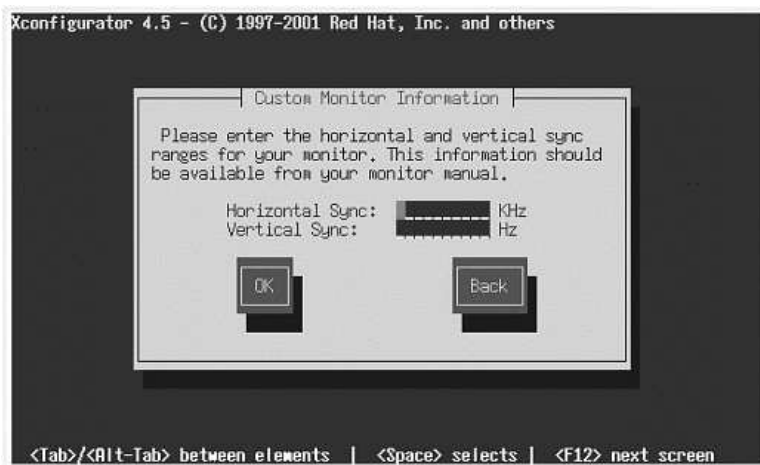 Xconfigurator 4.5 - (C) 1997-2001 Red Hat, Inc. and others
Custom Monitor Information
Please enter the horizontal and vertical sync
ranges for your monitor. This information should
be available from your monitor manual.
Horizontal Sync: KHz
Vertical Sync: Hz
OK Back
<Tab>/<Alt-Tab> between elements | <Space> selects | <F12> next screen